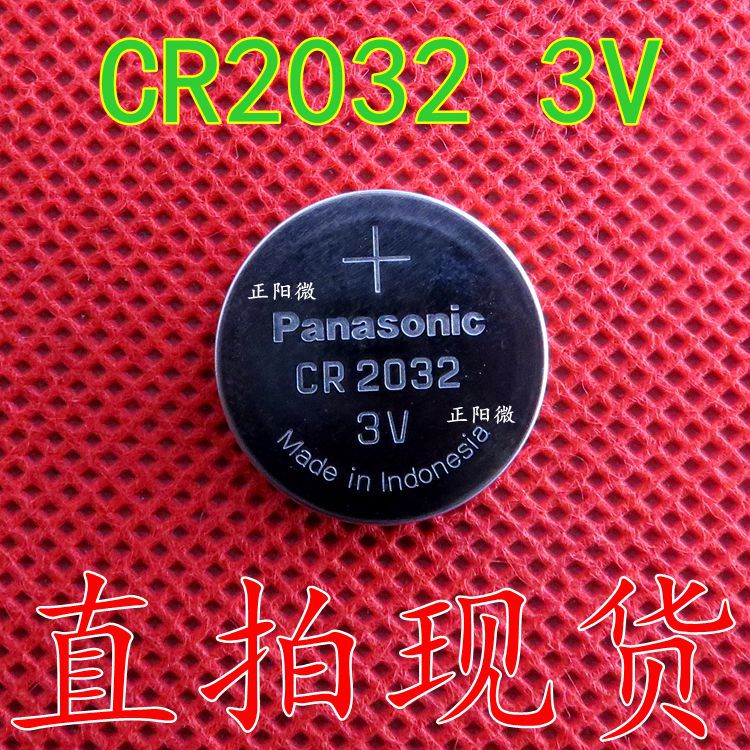 CR2032 3V
+
正阳微
Panasonic
CR 2032
3V
正阳微
Made in Indonesia
直拍现货